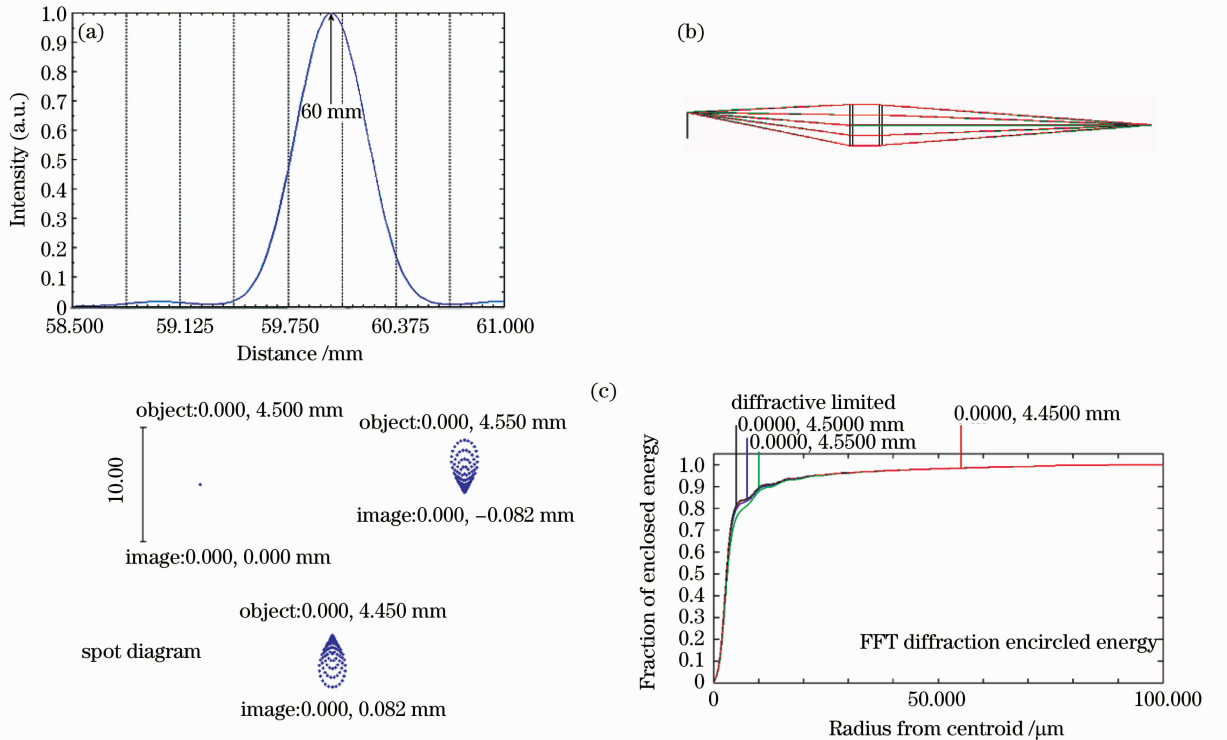 (a)
1.0
0.9
0.8
0.7
0.6
0.5
0.4
0.3
0.2
0.1
0
Intensity (a.u.)
60 mm
58.500 59.125 59.750 60.375 61.000
Distance /mm
(b)
object:0.000, 4.500 mm
10.00
image:0.000, 0.000 mm
object:0.000, 4.550 mm
image:0.000, −0.082 mm
object:0.000, 4.450 mm
spot diagram
image:0.000, 0.082 mm
(c)
diffractive limited
0.0000, 4.5000 mm
0.0000, 4.5500 mm
0.0000, 4.4500 mm
Fraction of enclosed energy
1.0
0.9
0.8
0.7
0.6
0.5
0.4
0.3
0.2
0.1
0
FFT diffraction encircled energy
0 50.000 100.000
Radius from centroid /μm